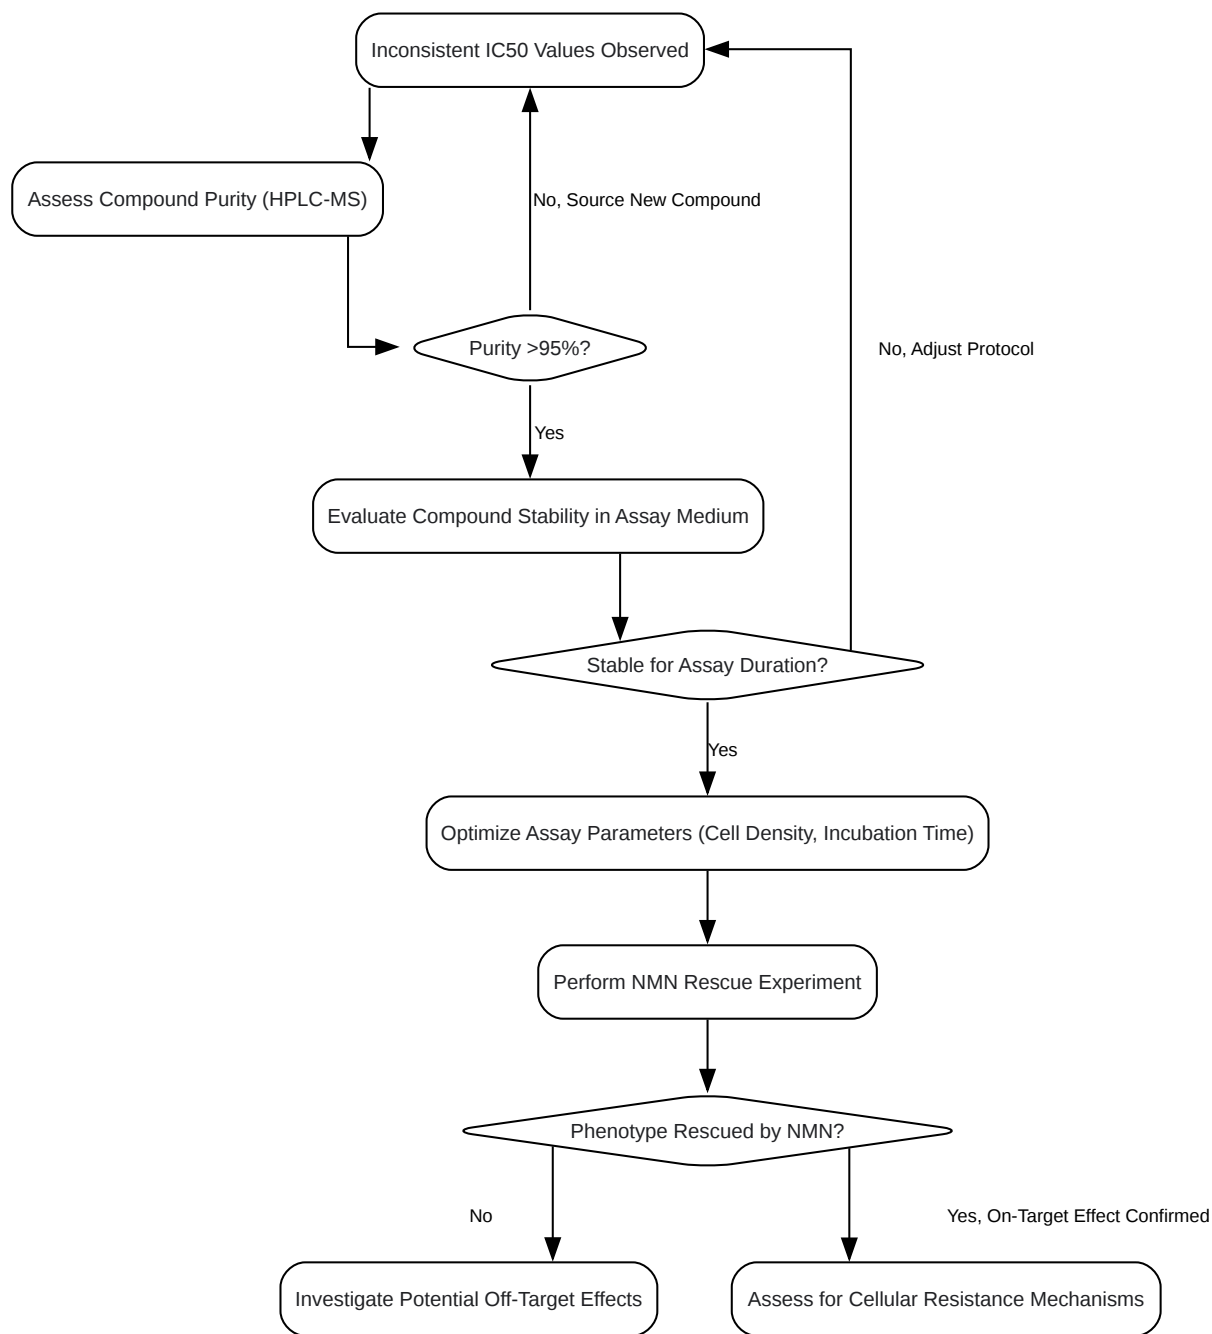 Inconsistent IC50 Values Observed
Assess Compound Purity (HPLC-MS)
No, Source New Compound
Purity >95%?
No, Adjust Protocol
Yes
Evaluate Compound Stability in Assay Medium
Stable for Assay Duration?
Yes
Optimize Assay Parameters (Cell Density, Incubation Time)
Perform NMN Rescue Experiment
Phenotype Rescued by NMN?
No
Yes, On-Target Effect Confirmed
Investigate Potential Off-Target Effects
Assess for Cellular Resistance Mechanisms